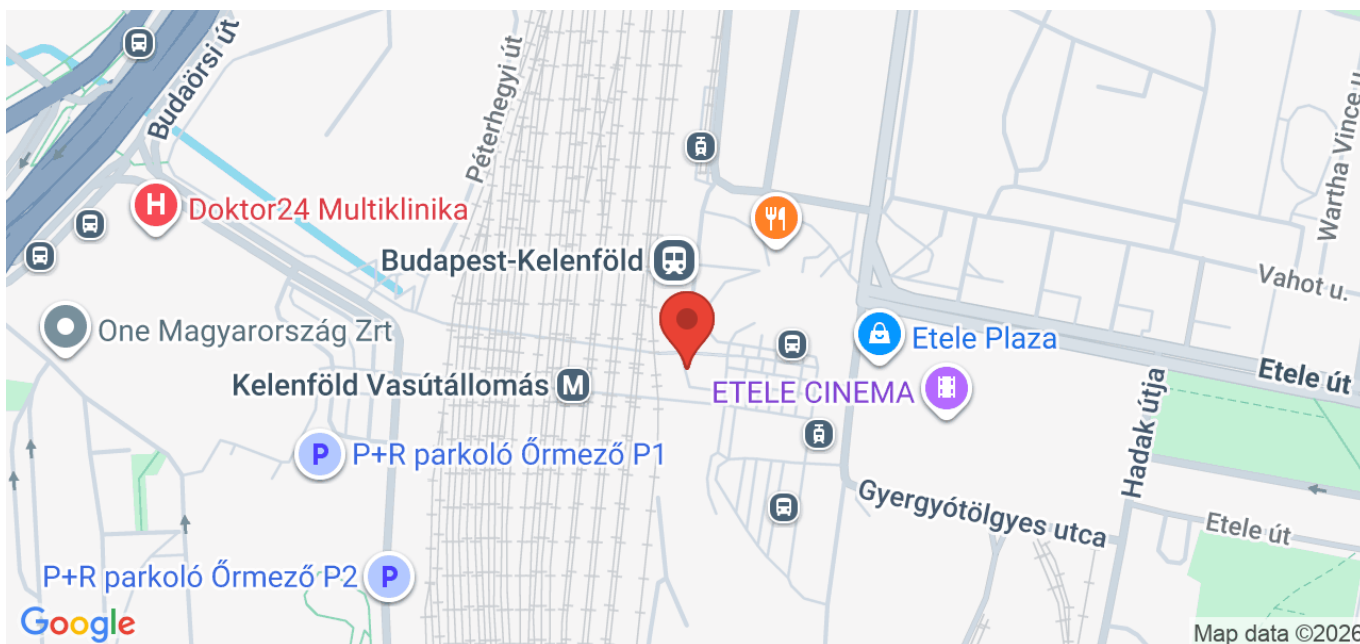 Budaörsi út
Péterhegyi út
Wartha Vince u.
H
Doktor24 Multiklinika
Budapest-Kelenföld
Vahot u.
One Magyarország Zrt
Etele Plaza
Etele út
Kelenföld Vasútállomás M
ETELE CINEMA
Hadak útja
P P+R parkoló Őrmező P1
Gyergyótölgyes utca
Etele út
P+R parkoló Őrmező P2 P
Google
Map data ©2026